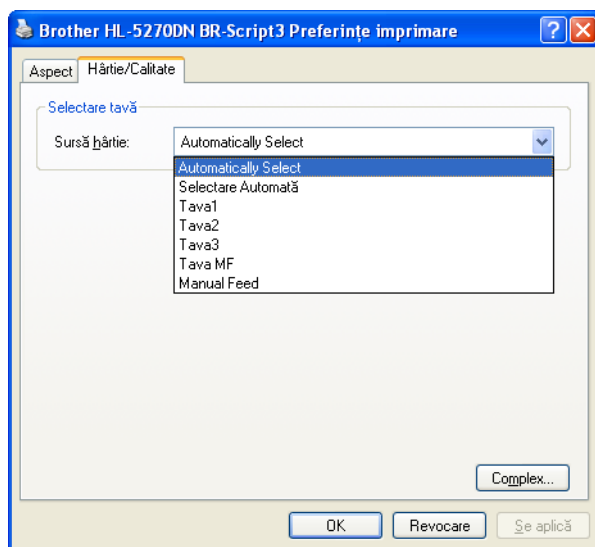 Brother HL-5270DN BR-Script3 Preferințe imprimare
Aspect Hârtie/Calitate
Selectare tavă
Sursă hârtie: Automatically Select
Automatically Select
Selectare Automată
Tava1
Tava2
Tava3
Tava MF
Manual Feed
Complex...
OK Revocare Se aplică